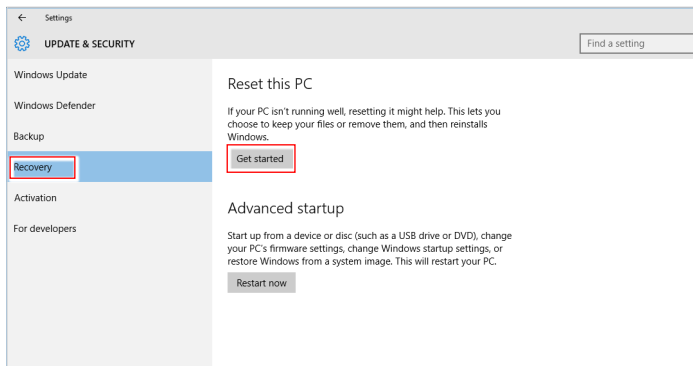 Settings
UPDATE & SECURITY
Find a setting
Windows Update
Windows Defender
Backup
Recovery
Activation
For developers
Reset this PC
If your PC isn't running well, resetting it might help. This lets you
choose to keep your files or remove them, and then reinstalls
Windows.
Get started
Advanced startup
Start up from a device or disc (such as a USB drive or DVD), change
your PC's firmware settings, change Windows startup settings, or
restore Windows from a system image. This will restart your PC.
Restart now